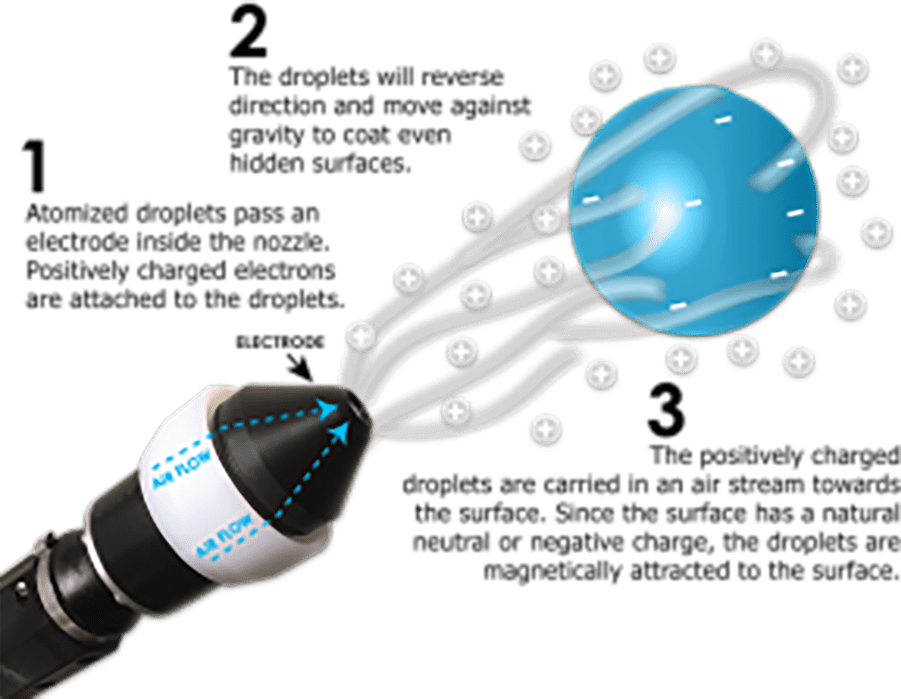 2
The droplets will reverse
direction and move against
gravity to coat even
hidden surfaces.
1
Atomized droplets pass an
electrode inside the nozzle.
Positively charged electrons
are attached to the droplets.
ELECTRODE
AIR FLOW
AIR FLOW
3
The positively charged
droplets are carried in an air stream towards
the surface. Since the surface has a natural
neutral or negative charge, the droplets are
magnetically attracted to the surface.